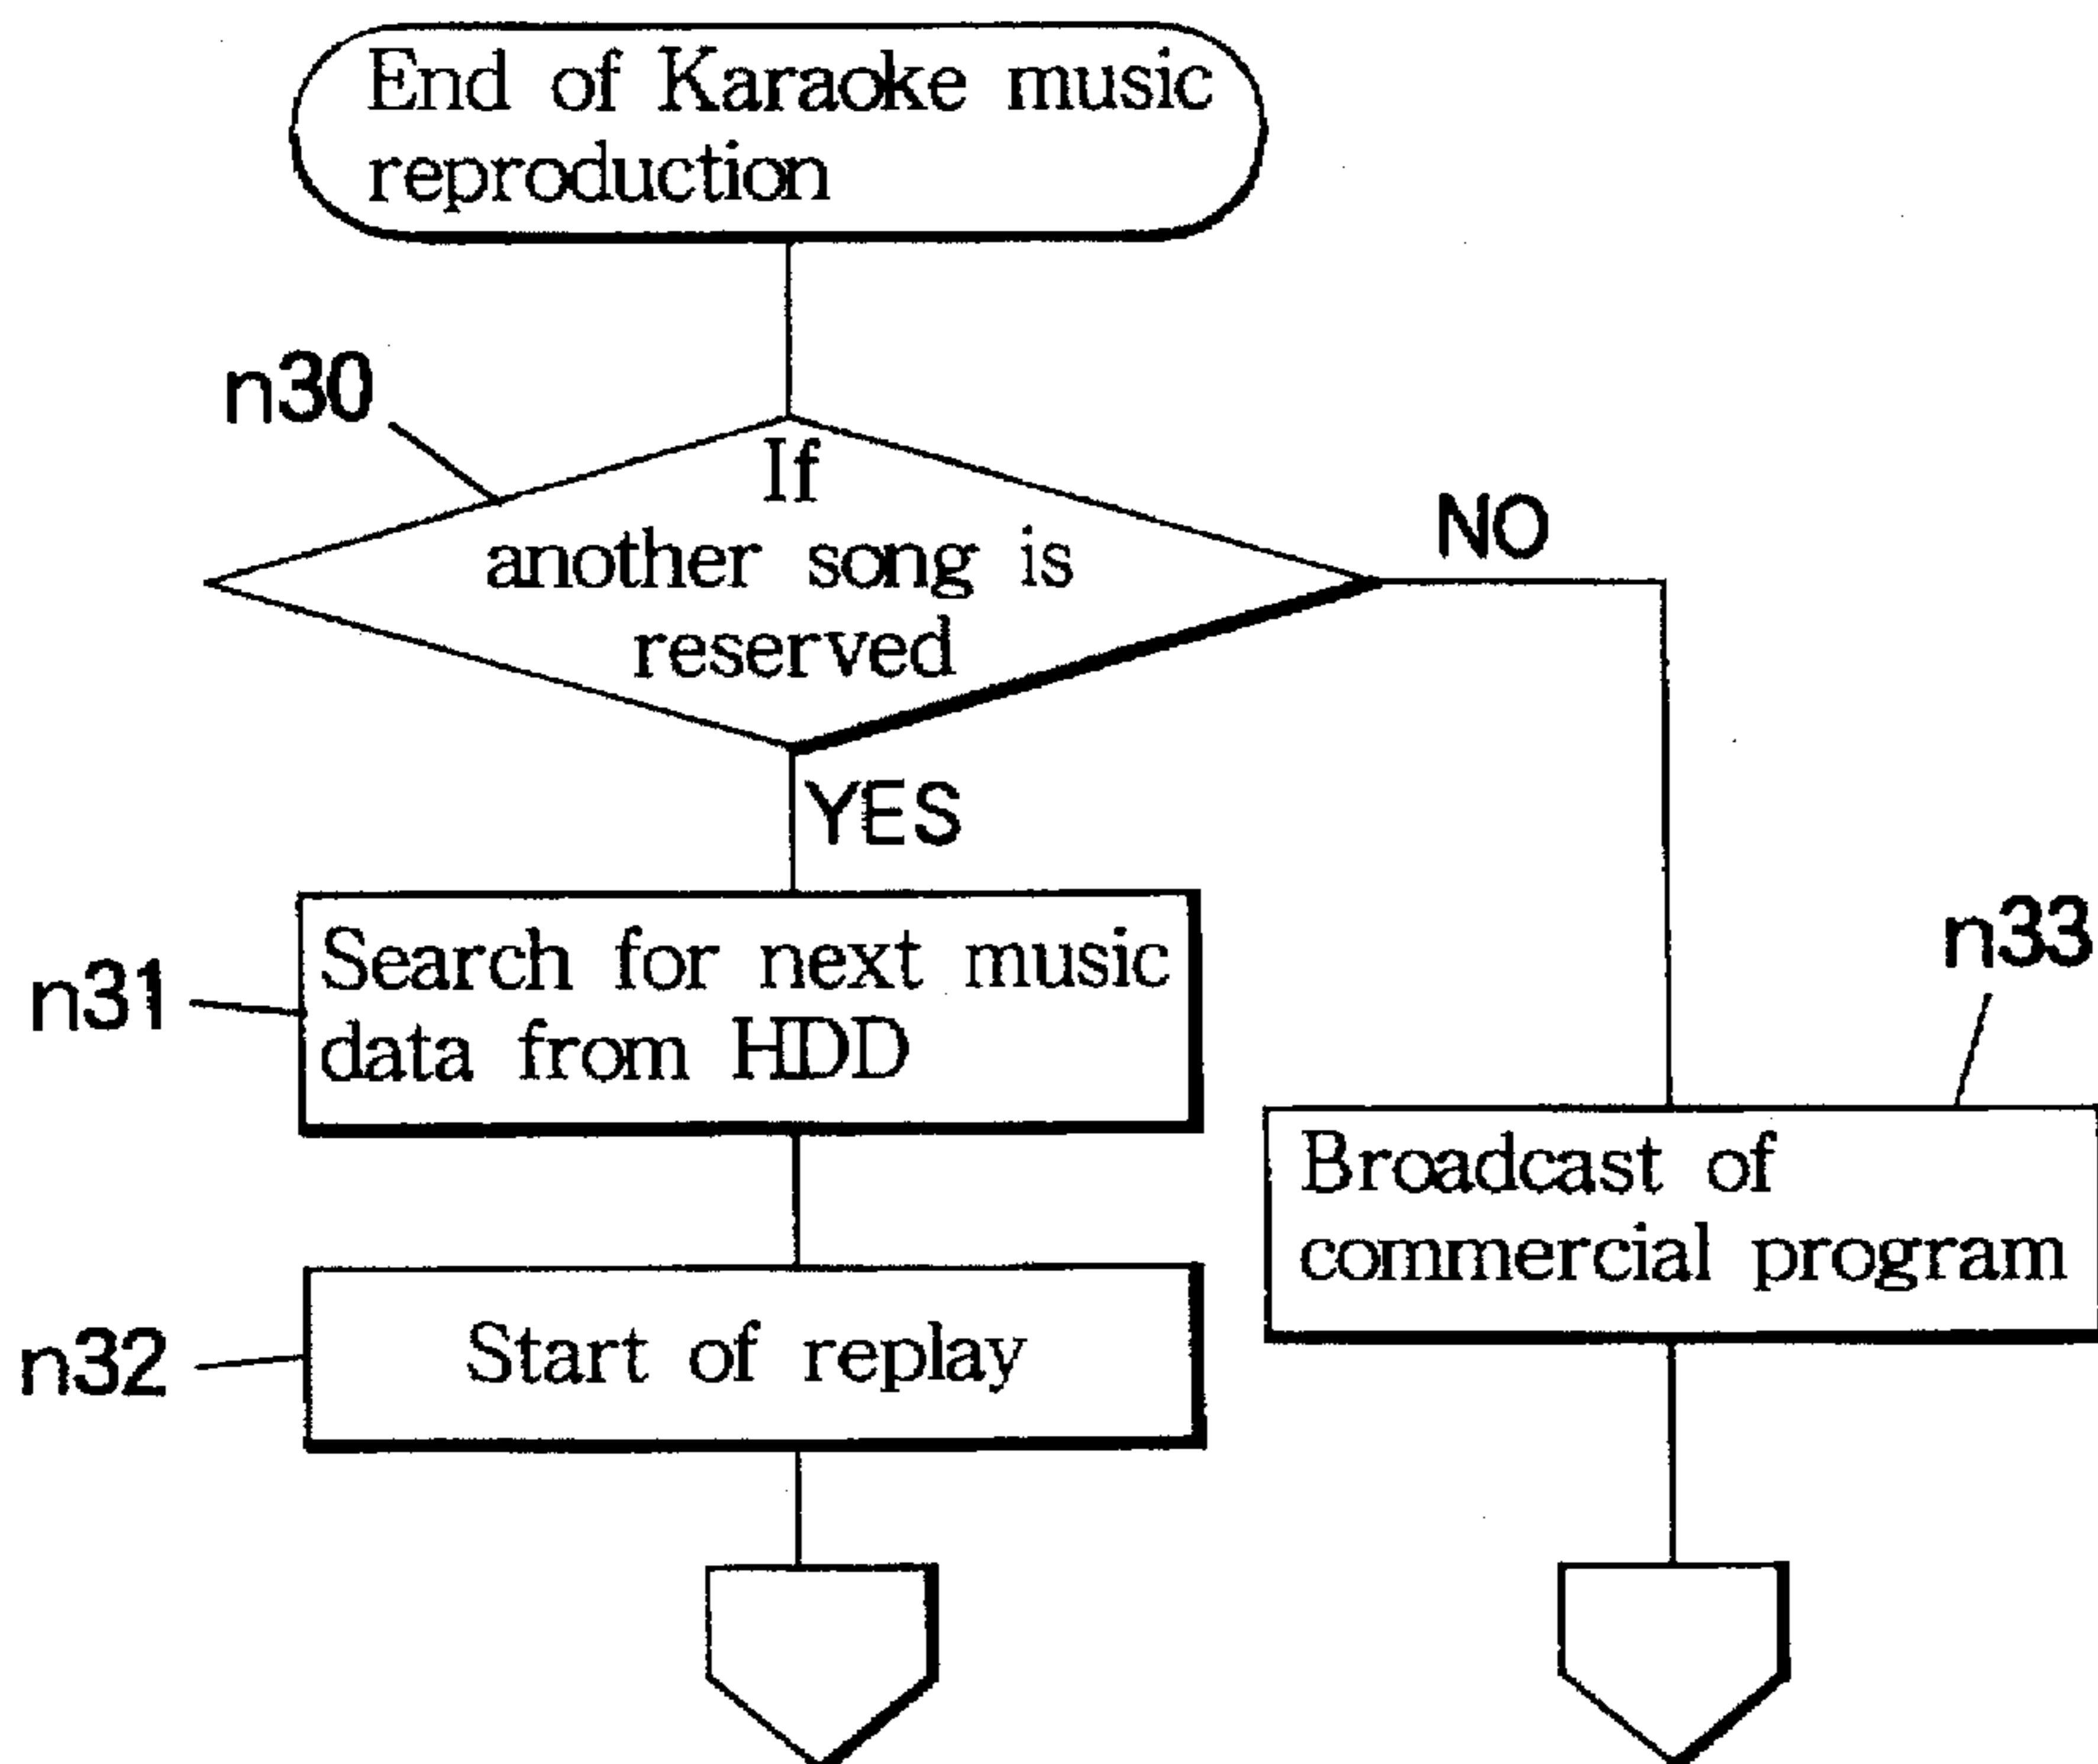 End of Karaoke music
reproduction
n30
If
another song is
reserved
NO
YES
n31
Search for next music
data from HDD
n33
Broadcast of
commercial program
n32
Start of replay